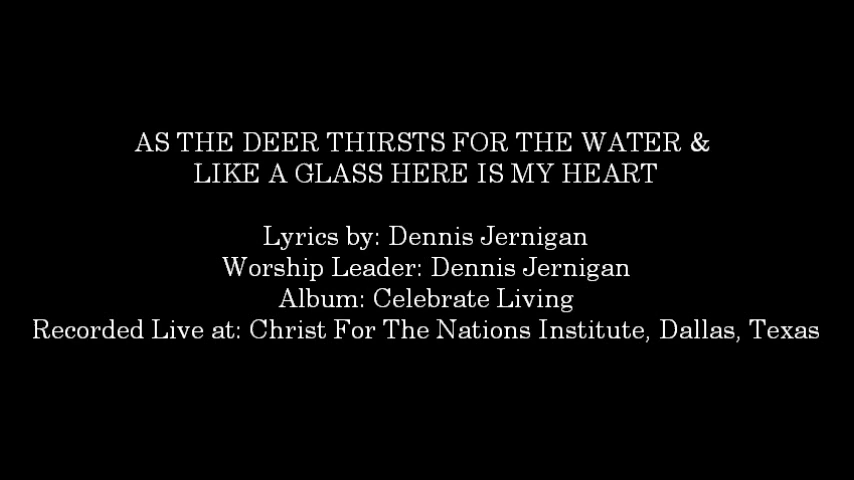 AS THE DEER THIRSTS FOR THE WATER &
LIKE A GLASS HERE IS MY HEART
Lyrics by: Dennis Jernigan
Worship Leader: Dennis Jernigan
Album: Celebrate Living
Recorded Live at: Christ For The Nations Institute, Dallas, Texas